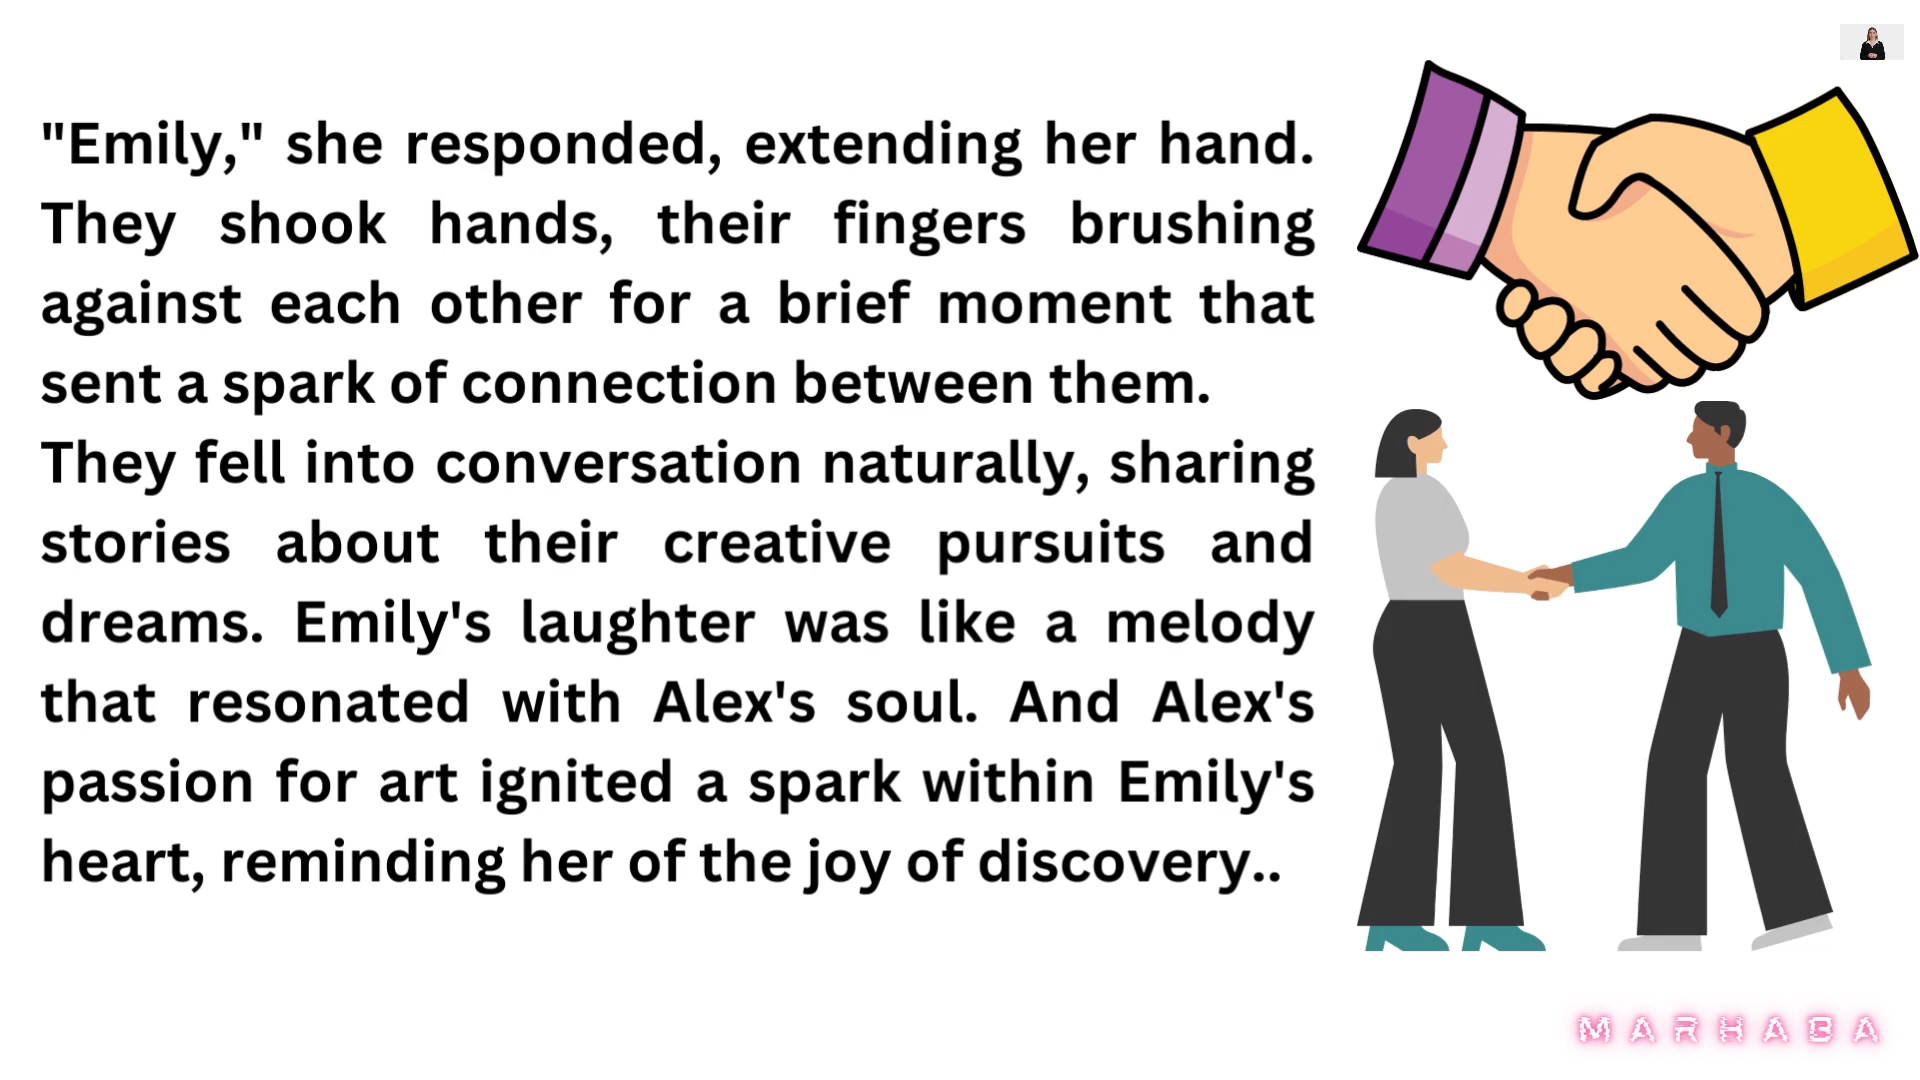 "Emily," she responded, extending her hand.
They shook hands, their fingers brushing
against each other for a brief moment that
sent a spark of connection between them.
They fell into conversation naturally, sharing
stories about their creative pursuits and
dreams. Emily's laughter was like a melody
that resonated with Alex's soul. And Alex's
passion for art ignited a spark within Emily's
heart, reminding her of the joy of discovery..
MARHABA